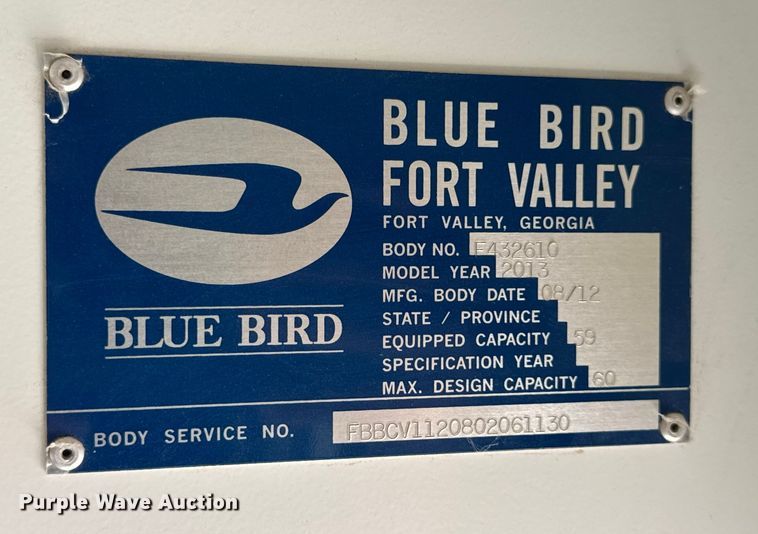 BLUE BIRD
FORT VALLEY
FORT VALLEY, GEORGIA
BODY NO. F432610
MODEL YEAR 2013
MFG. BODY DATE 08/12
STATE / PROVINCE
EQUIPPED CAPACITY 59
SPECIFICATION YEAR
MAX. DESIGN CAPACITY 60
BLUE BIRD
BODY SERVICE NO. FBBCV1120802061130
Purple Wave Auction